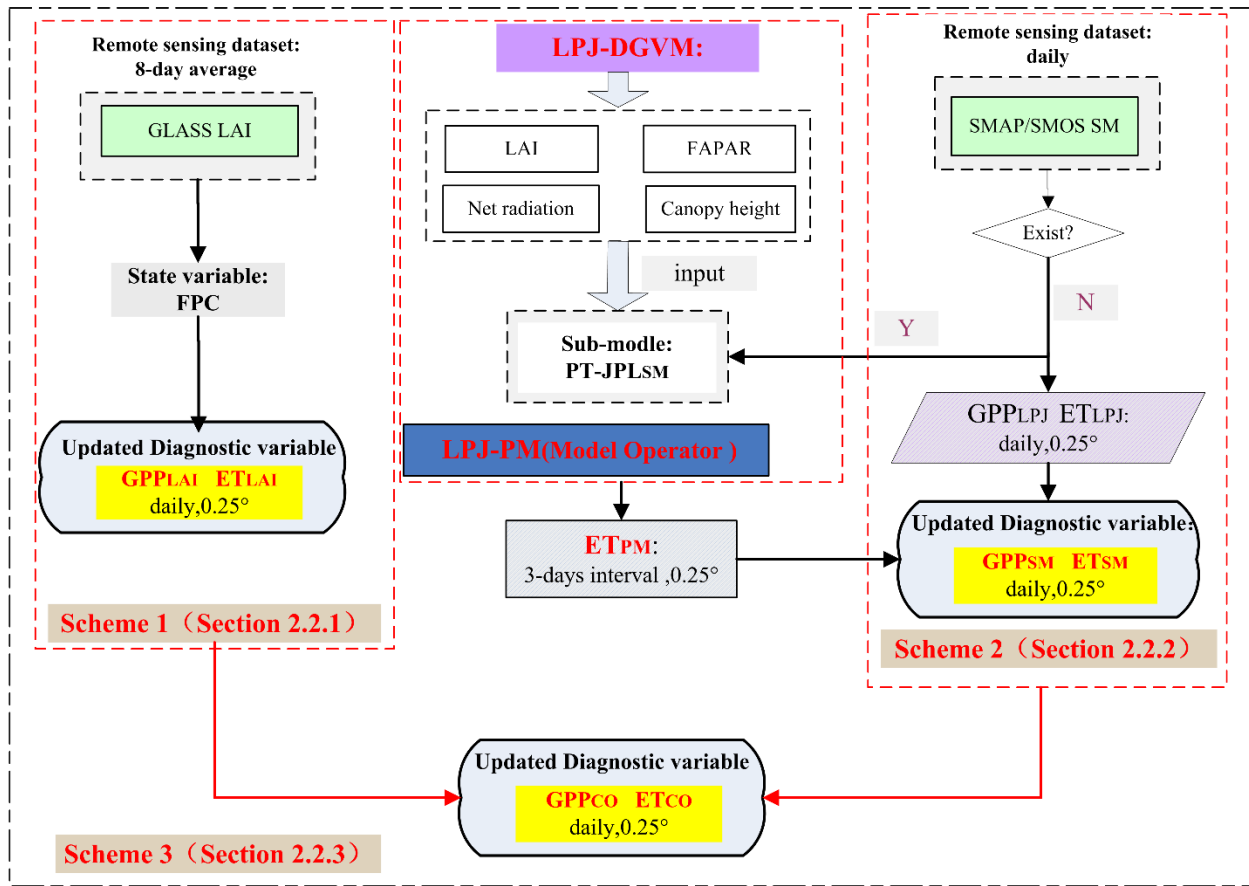 Remote sensing dataset:
8-day average
GLASS LAI
State variable:
FPC
Updated Diagnostic variable
GPPLAI ETLAI
daily,0.25°
Scheme 1（Section 2.2.1）
LPJ-DGVM:
LAI
FAPAR
Net radiation
Canopy height
input
Sub-modle:
PT-JPLSM
LPJ-PM(Model Operator )
ETPM:
3-days interval ,0.25°
Remote sensing dataset:
daily
SMAP/SMOS SM
Exist?
N
Y
GPPLPJ ETLPJ:
daily,0.25°
Updated Diagnostic variable:
GPPSM ETSM
daily,0.25°
Scheme 2（Section 2.2.2）
Updated Diagnostic variable
GPPCO ETCO
daily,0.25°
Scheme 3（Section 2.2.3）